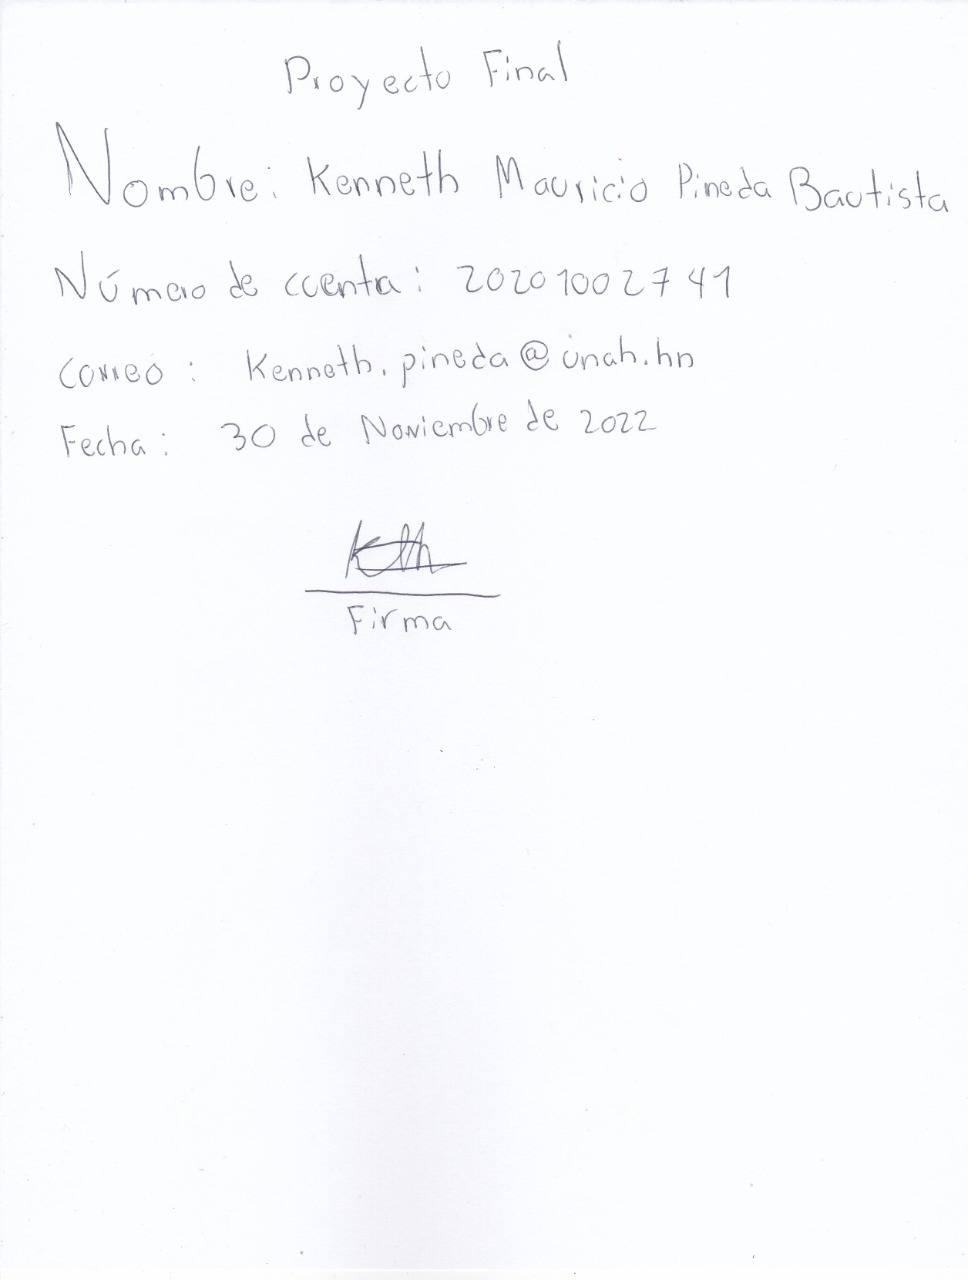 Proyecto Final
Nombre: Kenneth Mauricio Pineda Bautista
Número de cuenta: 20201002741
Correo: Kenneth.pineda@unah.hn
Fecha: 30 de Noviembre de 2022
Kth
Firma